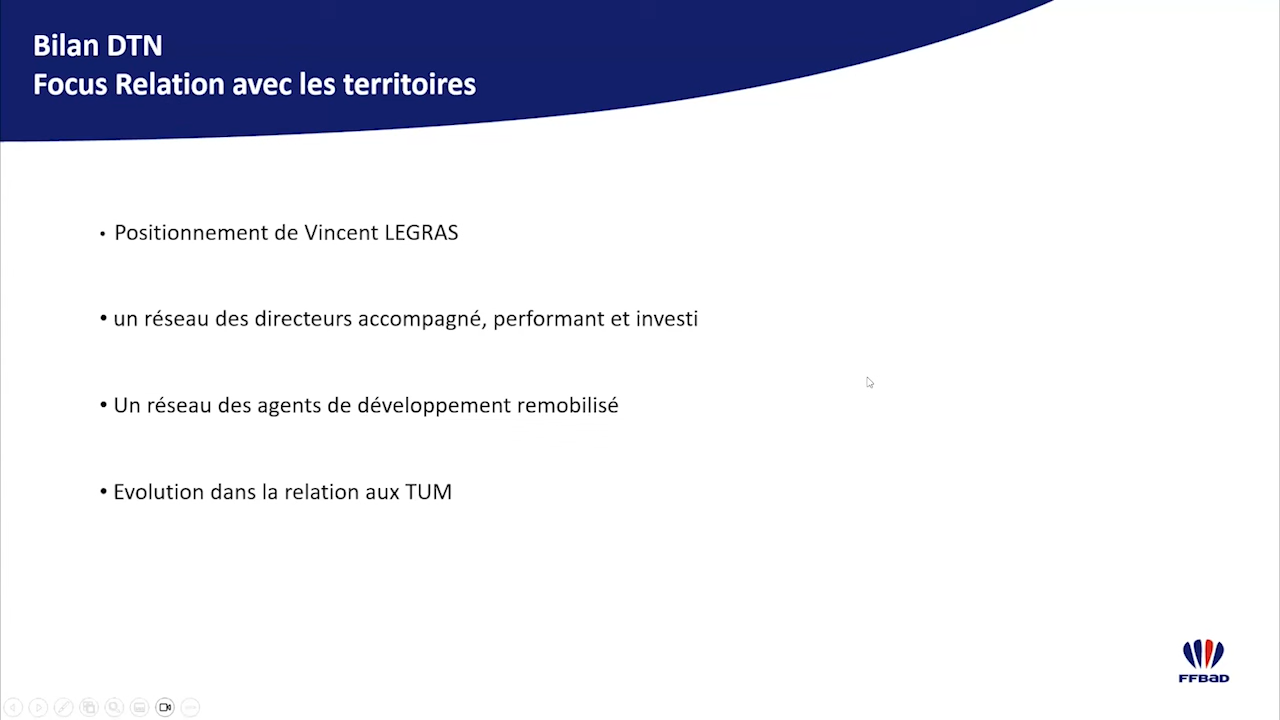 Bilan DTN
Focus Relation avec les territoires
• Positionnement de Vincent LEGRAS
• un réseau des directeurs accompagné, performant et investi
• Un réseau des agents de développement remobilisé
• Evolution dans la relation aux TUM
FFBaD